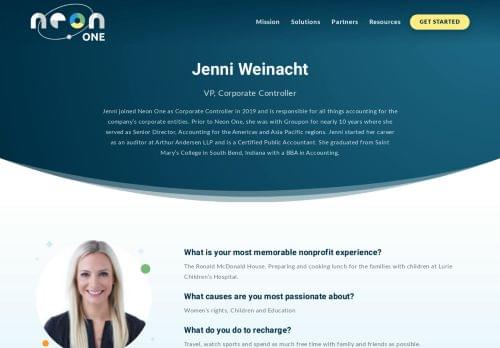 neon
ONE
Mission Solutions Partners Resources GET STARTED
Jenni Weinacht
VP, Corporate Controller
Jenni joined Neon One as Corporate Controller in 2019 and is responsible for all things accounting for the
company's corporate entities. Prior to Neon One, she was with Groupon for nearly 10 years where she
served as Senior Director, Accounting for the Americas and Asia Pacific regions. Jenni started her career
as an auditor at Arthur Andersen LLP and is a Certified Public Accountant. She graduated from Saint
Mary's College in South Bend, Indiana with a BBA in Accounting.
What is your most memorable nonprofit experience?
The Ronald McDonald House. Preparing and cooking lunch for the families with children at Lurie
Children's Hospital.
What causes are you most passionate about?
Women's rights, Children and Education
What do you do to recharge?
Travel, watch sports and spend as much free time with family and friends as possible.